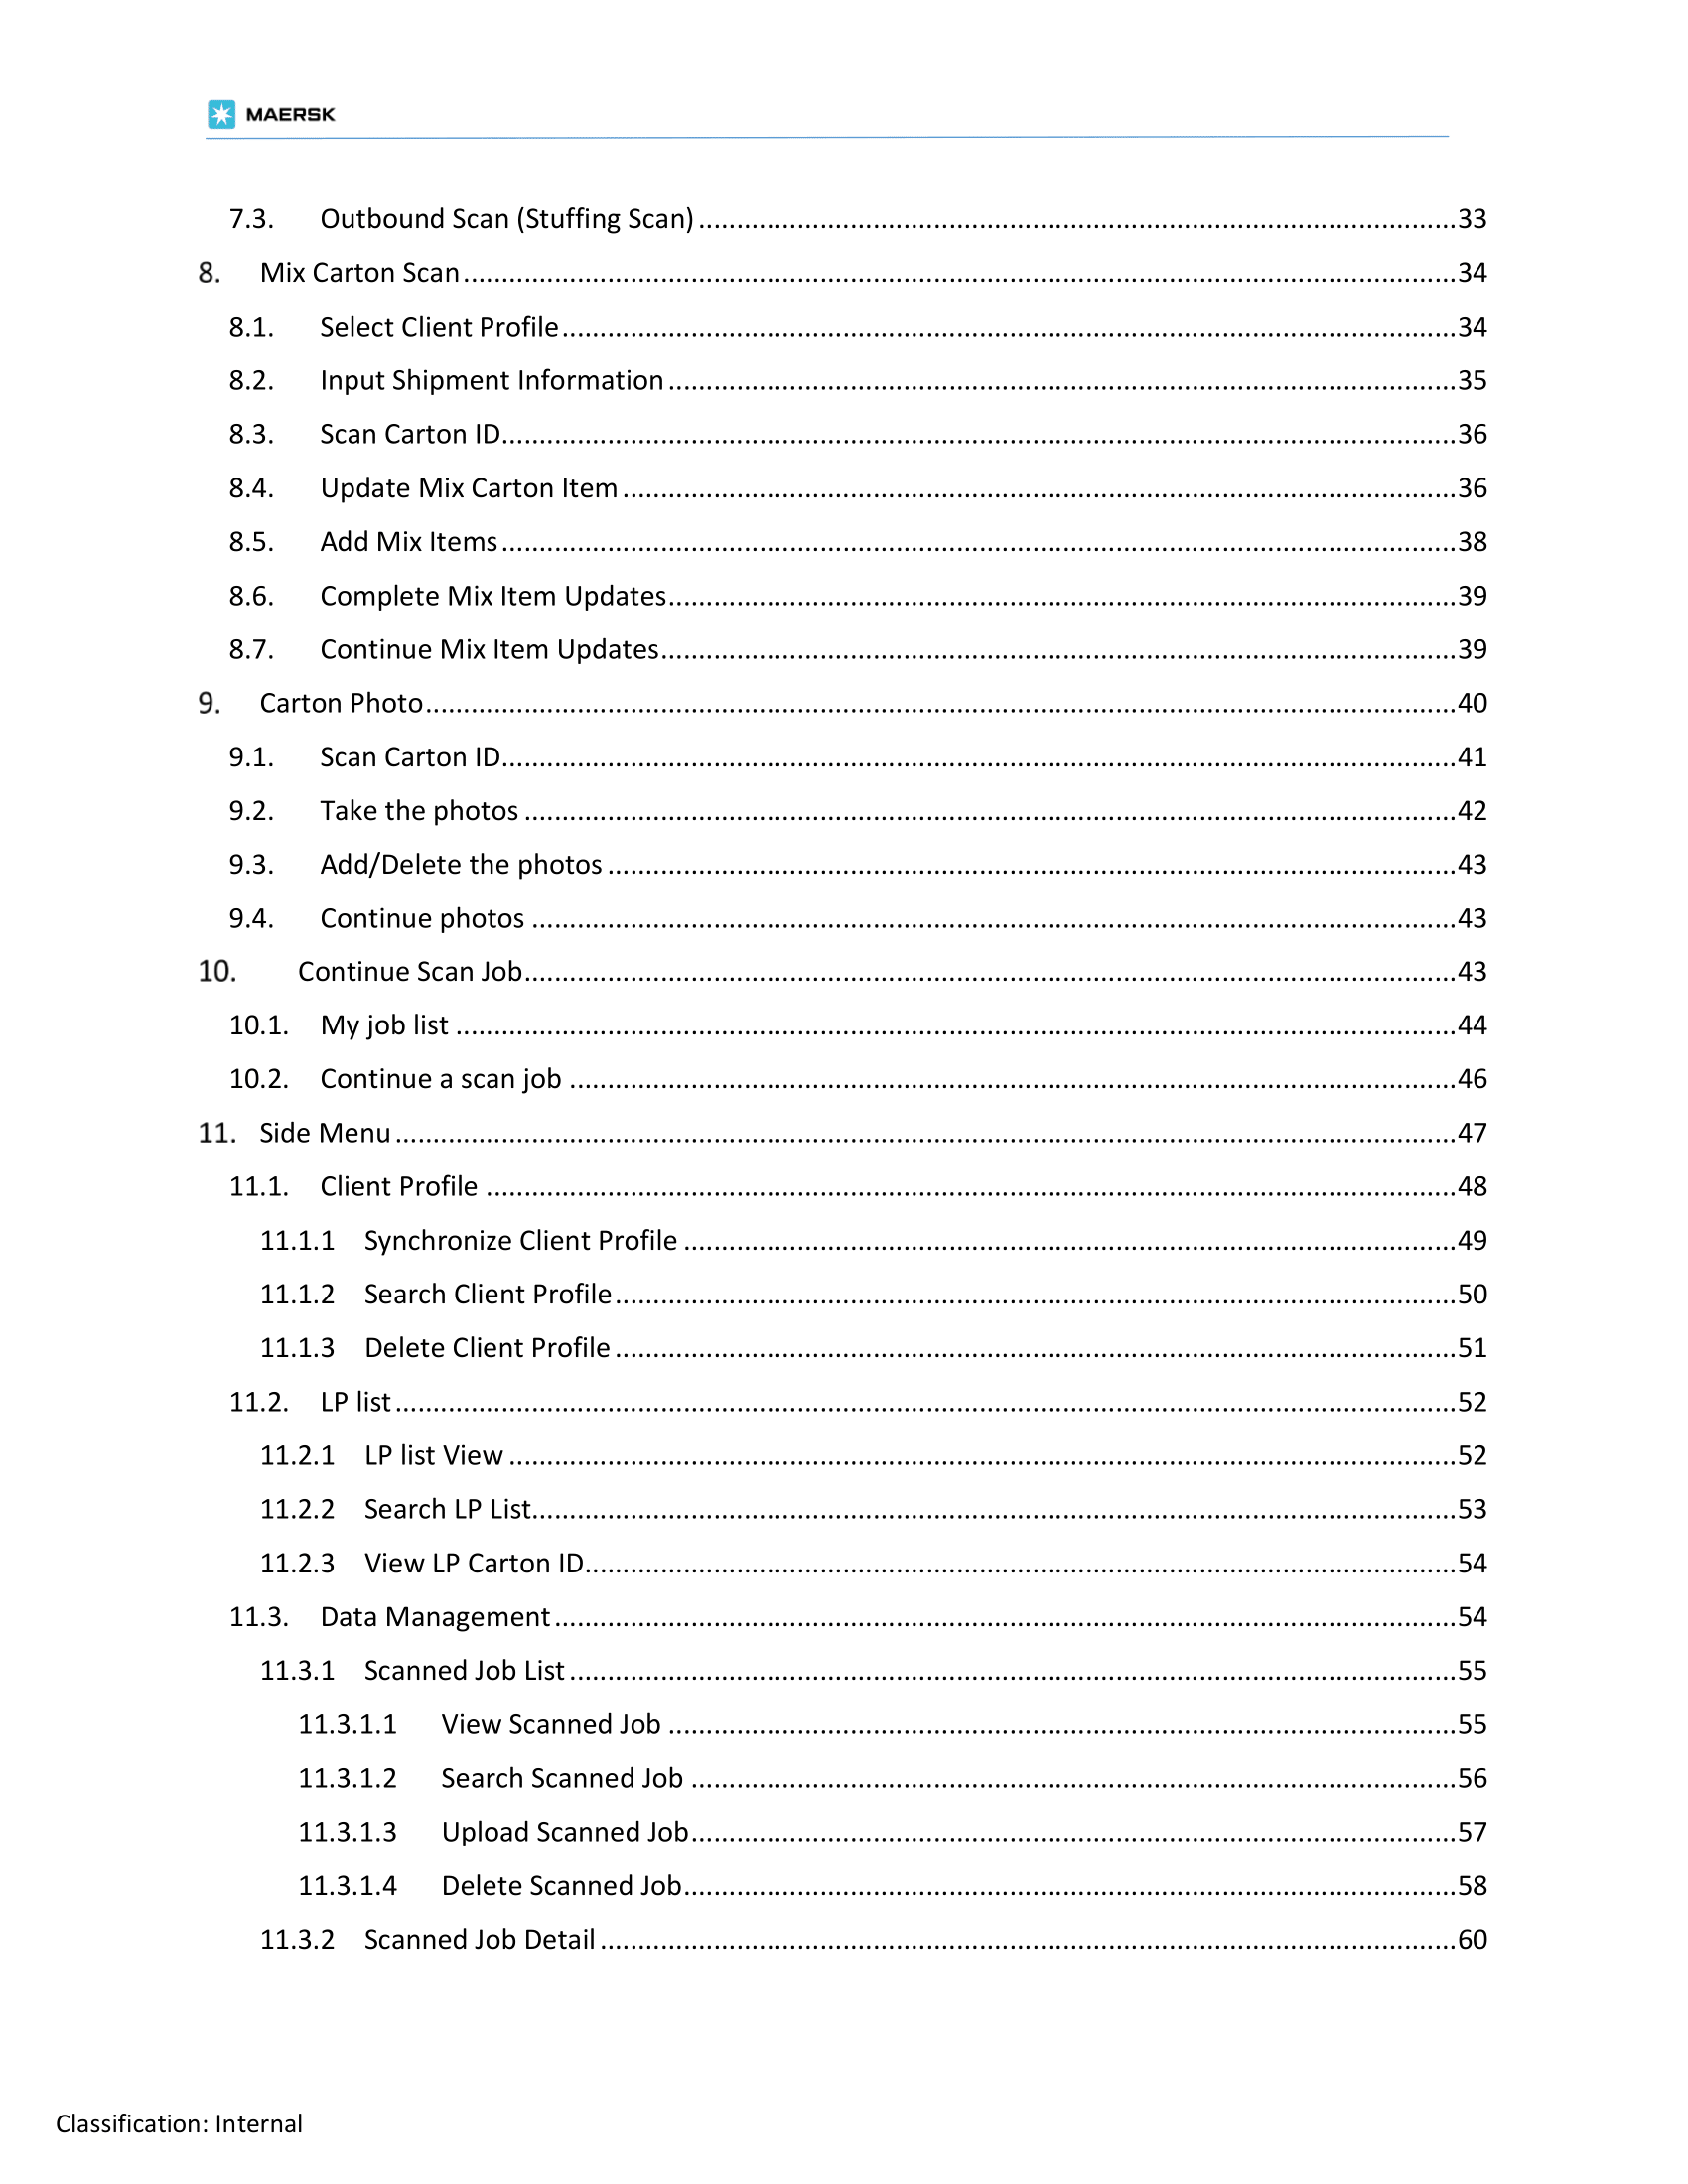 MAERSK
7.3. Outbound Scan (Stuffing Scan) ........ 33
8. Mix Carton Scan ........ 34
8.1. Select Client Profile ........ 34
8.2. Input Shipment Information ........ 35
8.3. Scan Carton ID ........ 36
8.4. Update Mix Carton Item ........ 36
8.5. Add Mix Items ........ 38
8.6. Complete Mix Item Updates ........ 39
8.7. Continue Mix Item Updates ........ 39
9. Carton Photo ........ 40
9.1. Scan Carton ID ........ 41
9.2. Take the photos ........ 42
9.3. Add/Delete the photos ........ 43
9.4. Continue photos ........ 43
10. Continue Scan Job ........ 43
10.1. My job list ........ 44
10.2. Continue a scan job ........ 46
11. Side Menu ........ 47
11.1. Client Profile ........ 48
11.1.1 Synchronize Client Profile ........ 49
11.1.2 Search Client Profile ........ 50
11.1.3 Delete Client Profile ........ 51
11.2. LP list ........ 52
11.2.1 LP list View ........ 52
11.2.2 Search LP List ........ 53
11.2.3 View LP Carton ID ........ 54
11.3. Data Management ........ 54
11.3.1 Scanned Job List ........ 55
11.3.1.1 View Scanned Job ........ 55
11.3.1.2 Search Scanned Job ........ 56
11.3.1.3 Upload Scanned Job ........ 57
11.3.1.4 Delete Scanned Job ........ 58
11.3.2 Scanned Job Detail ........ 60
Classification: Internal